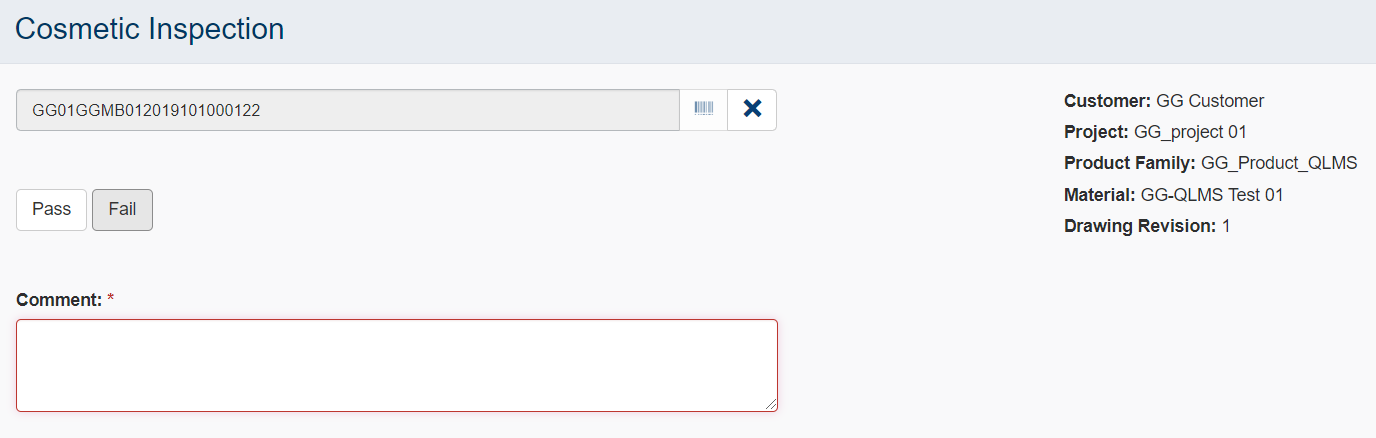 Cosmetic Inspection
GG01GGMB012019101000122
Customer: GG Customer
Project: GG_project 01
Product Family: GG_Product_QLMS
Material: GG-QLMS Test 01
Drawing Revision: 1
Pass
Fail
Comment: *